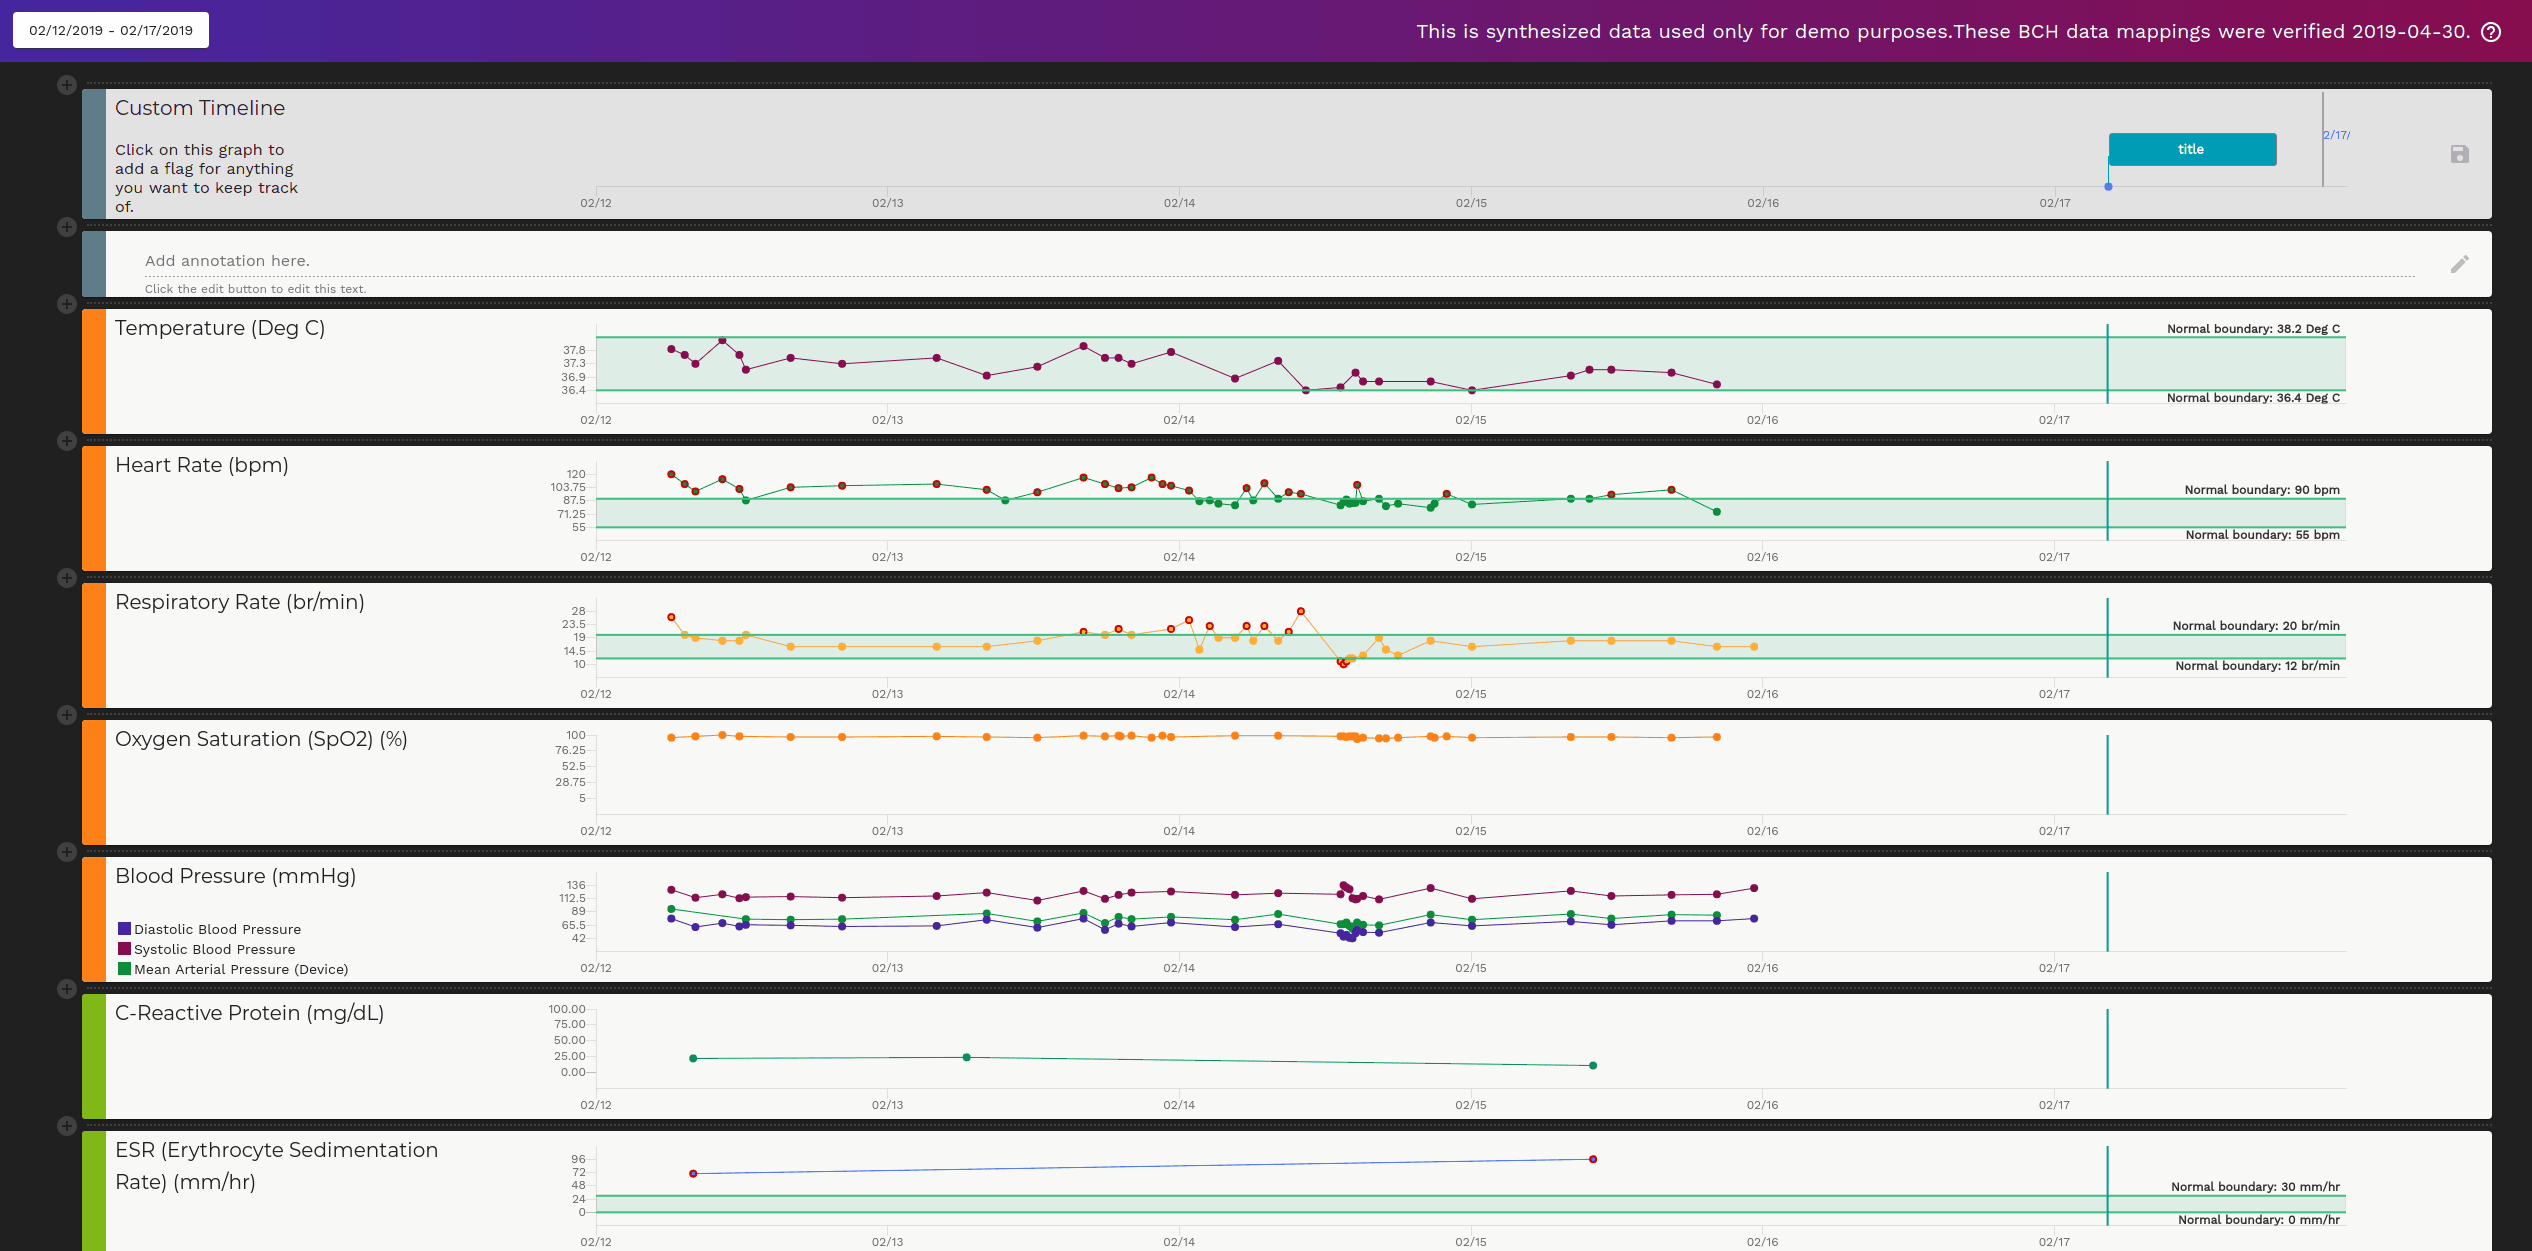 02/12/2019 - 02/17/2019
This is synthesized data used only for demo purposes.These BCH data mappings were verified 2019-04-30.
Custom Timeline
Click on this graph to
add a flag for anything
you want to keep track
of.
title
2/17/
02/12 02/13 02/14 02/15 02/16 02/17
Add annotation here.
Click the edit button to edit this text.
Temperature (Deg C)
Normal boundary: 38.2 Deg C
37.8
37.3
36.9
36.4
Normal boundary: 36.4 Deg C
02/12 02/13 02/14 02/15 02/16 02/17
Heart Rate (bpm)
120
103.75
Normal boundary: 90 bpm
87.5
71.25
55
Normal boundary: 55 bpm
02/12 02/13 02/14 02/15 02/16 02/17
Respiratory Rate (br/min)
28
23.5
Normal boundary: 20 br/min
19
14.5
10
Normal boundary: 12 br/min
02/12 02/13 02/14 02/15 02/16 02/17
Oxygen Saturation (SpO2) (%)
100
76.25
52.5
28.75
5
02/12 02/13 02/14 02/15 02/16 02/17
Blood Pressure (mmHg)
136
112.5
89
65.5
42
Diastolic Blood Pressure
Systolic Blood Pressure
Mean Arterial Pressure (Device)
02/12 02/13 02/14 02/15 02/16 02/17
C-Reactive Protein (mg/dL)
100.00
75.00
50.00
25.00
0.00
02/12 02/13 02/14 02/15 02/16 02/17
ESR (Erythrocyte Sedimentation
Rate) (mm/hr)
96
72
48
24
0
Normal boundary: 30 mm/hr
Normal boundary: 0 mm/hr
02/12 02/13 02/14 02/15 02/16 02/17